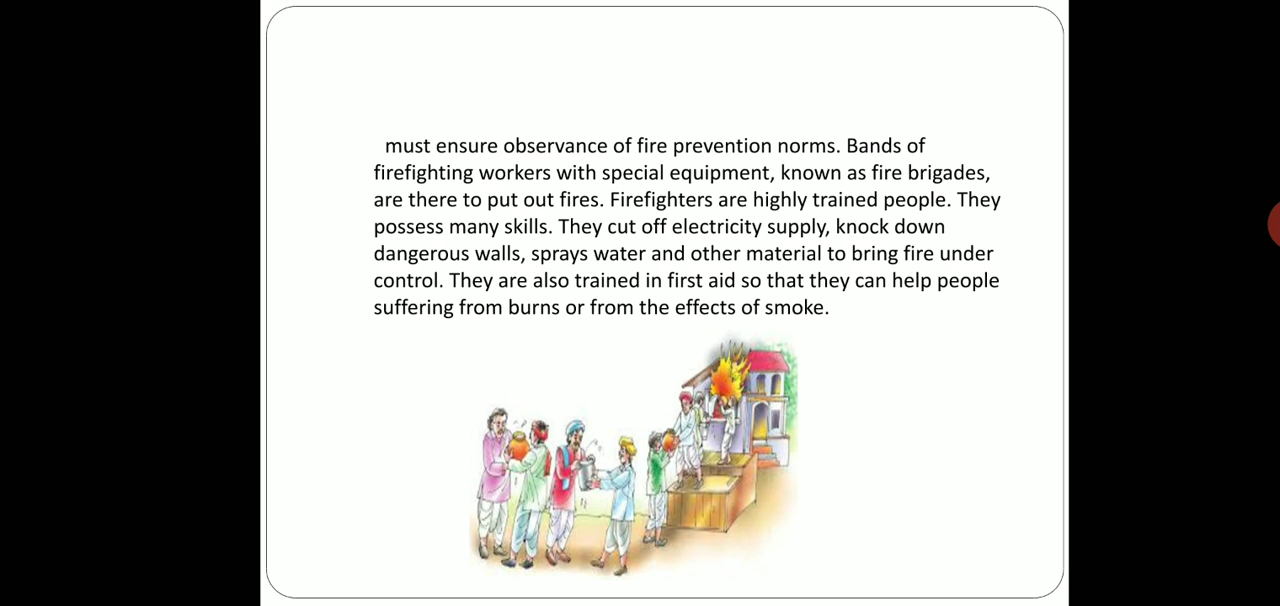 must ensure observance of fire prevention norms. Bands of
firefighting workers with special equipment, known as fire brigades,
are there to put out fires. Firefighters are highly trained people. They
possess many skills. They cut off electricity supply, knock down
dangerous walls, sprays water and other material to bring fire under
control. They are also trained in first aid so that they can help people
suffering from burns or from the effects of smoke.